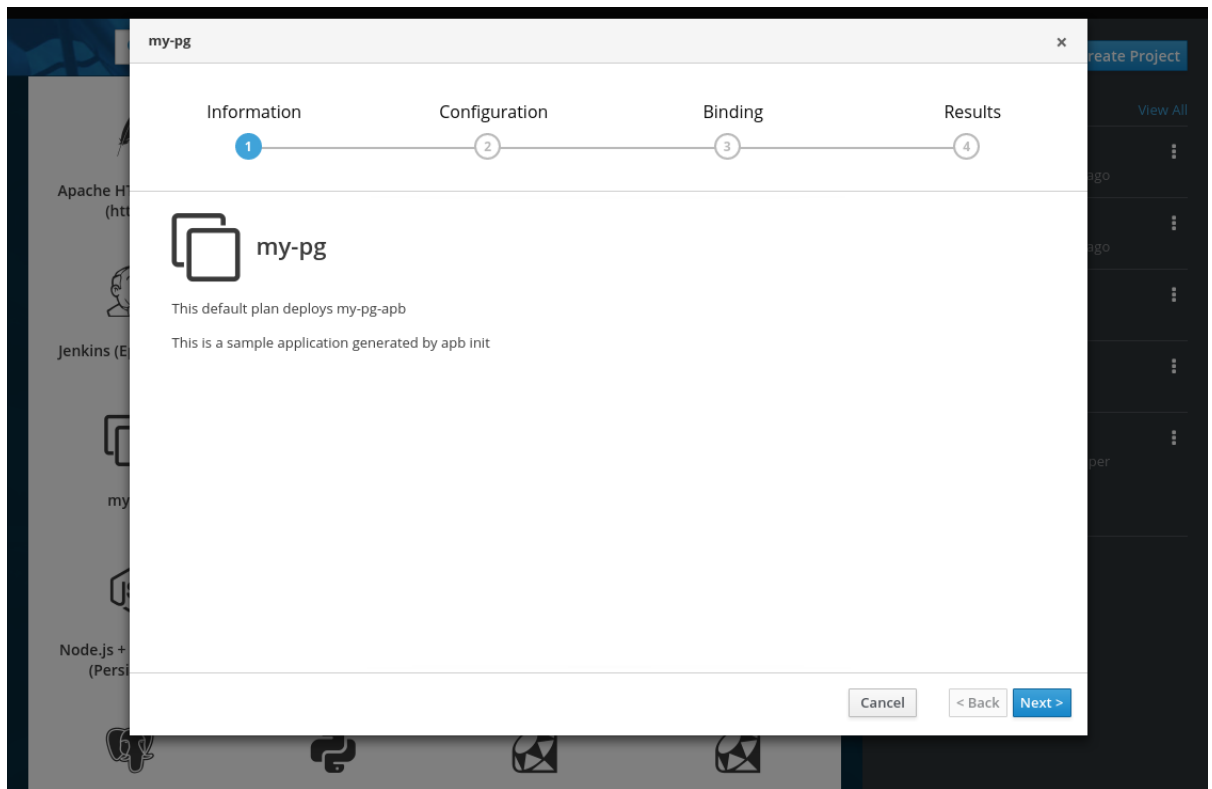 my-pg
×
reate Project
Information
Configuration
Binding
Results
View All
1
2
3
4
ago
Apache H
(htt
my-pg
ago
This default plan deploys my-pg-apb
This is a sample application generated by apb init
Jenkins (E
per
my
Node.js +
(Persi
Cancel
< Back
Next >